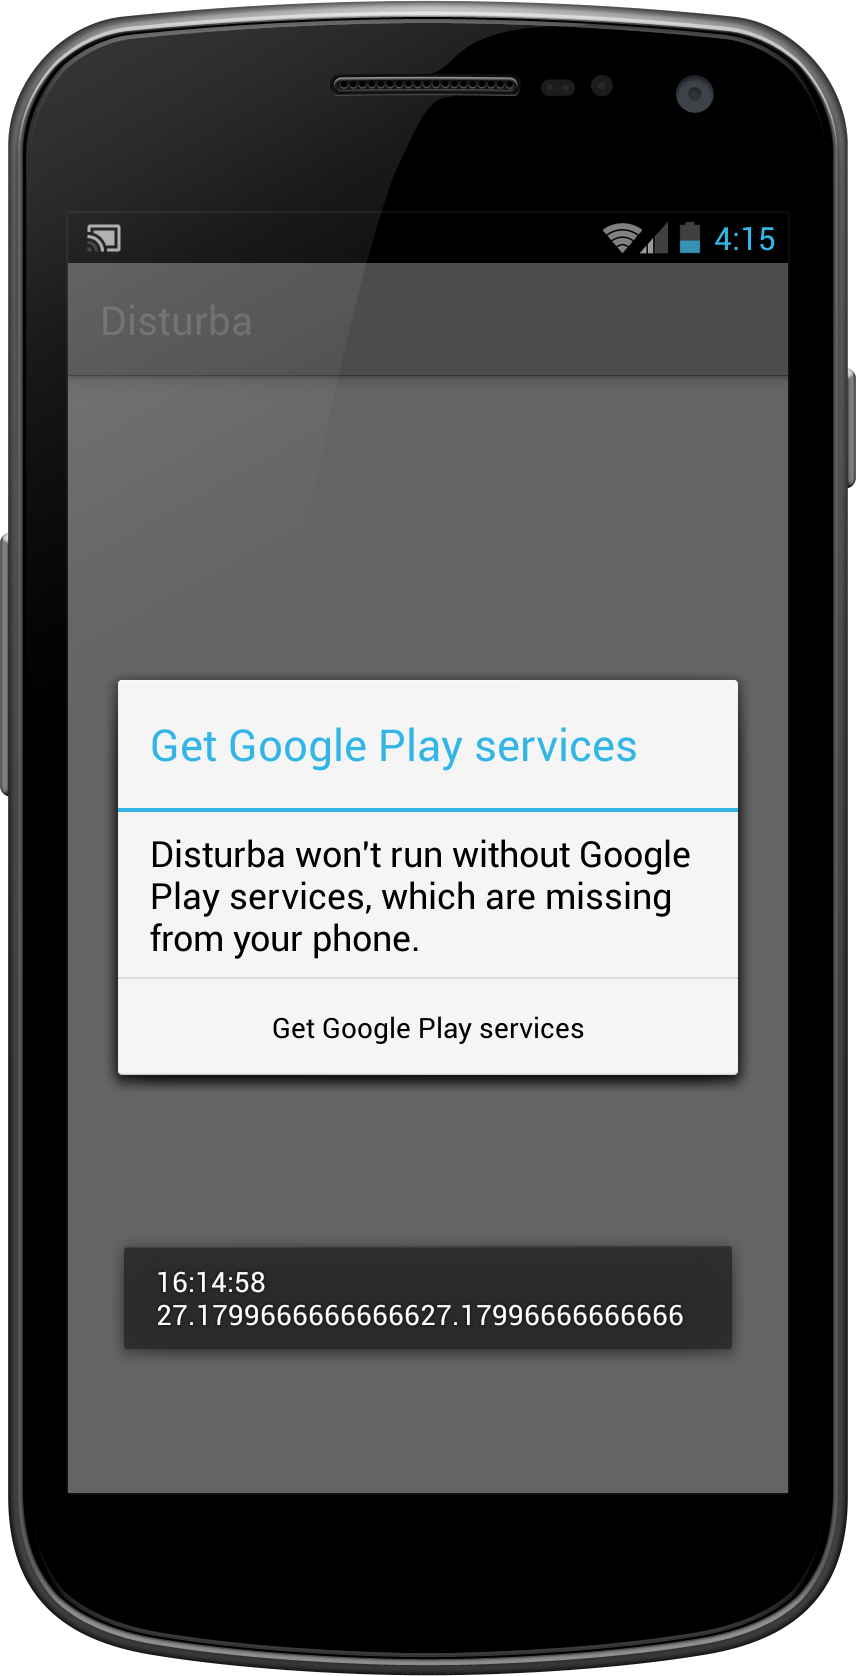 4:15
Disturba
Get Google Play services
Disturba won't run without Google
Play services, which are missing
from your phone.
Get Google Play services
16:14:58
27.1799666666666627.17996666666666